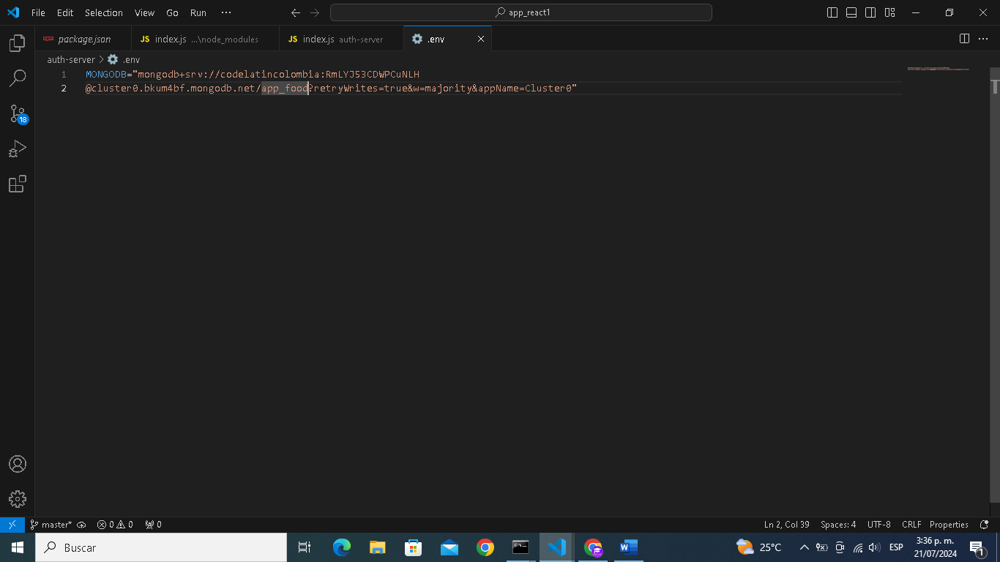 File Edit Selection View Go Run ··· app_react1
package.json JS index.js ...\node_modules JS index.js auth-server .env
auth-server > .env
1 MONGODB="mongodb+srv://codelatincolombia:RmLYJ53CDWPCuNLH
2 @cluster0.bkum4bf.mongodb.net/app_food?retryWrites=true&w=majority&appName=Cluster0"
18
master* 0 0 0 Ln 2, Col 39 Spaces: 4 UTF-8 CRLF Properties
Buscar 25°C ESP 3:36 p. m.
21/07/2024 1